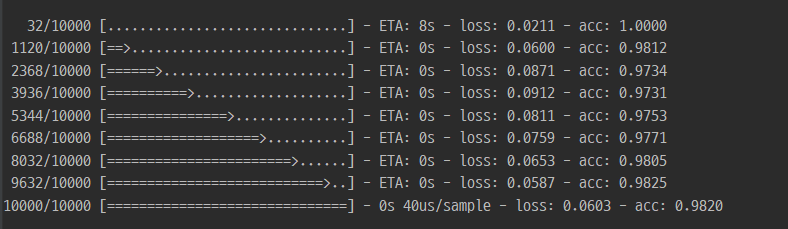 32/10000 [..............................] - ETA: 8s - loss: 0.0211 - acc: 1.0000
1120/10000 [==>...........................] - ETA: 0s - loss: 0.0600 - acc: 0.9812
2368/10000 [======>.......................] - ETA: 0s - loss: 0.0871 - acc: 0.9734
3936/10000 [==========>...................] - ETA: 0s - loss: 0.0912 - acc: 0.9731
5344/10000 [===============>..............] - ETA: 0s - loss: 0.0811 - acc: 0.9753
6688/10000 [===================>..........] - ETA: 0s - loss: 0.0759 - acc: 0.9771
8032/10000 [=======================>......] - ETA: 0s - loss: 0.0653 - acc: 0.9805
9632/10000 [===========================>..] - ETA: 0s - loss: 0.0587 - acc: 0.9825
10000/10000 [==============================] - 0s 40us/sample - loss: 0.0603 - acc: 0.9820